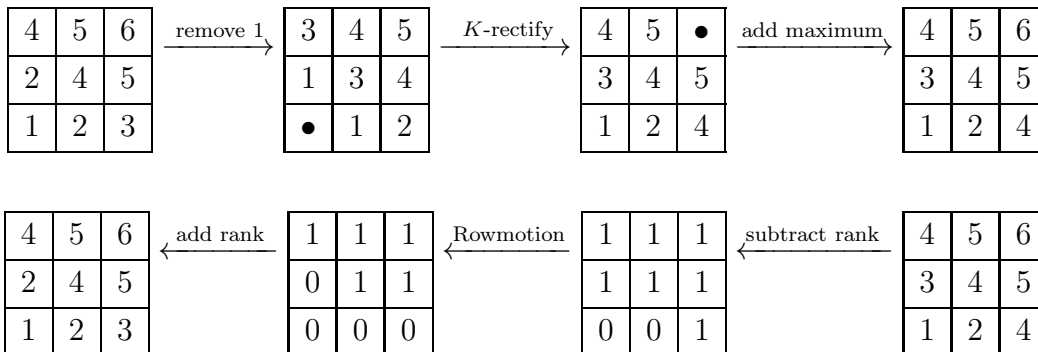 remove 1 K-rectify add maximum
4 5 6 3 4 5 4 5 • 4 5 6
2 4 5 1 3 4 3 4 5 3 4 5
1 2 3 • 1 2 1 2 4 1 2 4
add rank Rowmotion subtract rank
4 5 6 1 1 1 1 1 1 4 5 6
2 4 5 0 1 1 1 1 1 3 4 5
1 2 3 0 0 0 0 0 1 1 2 4